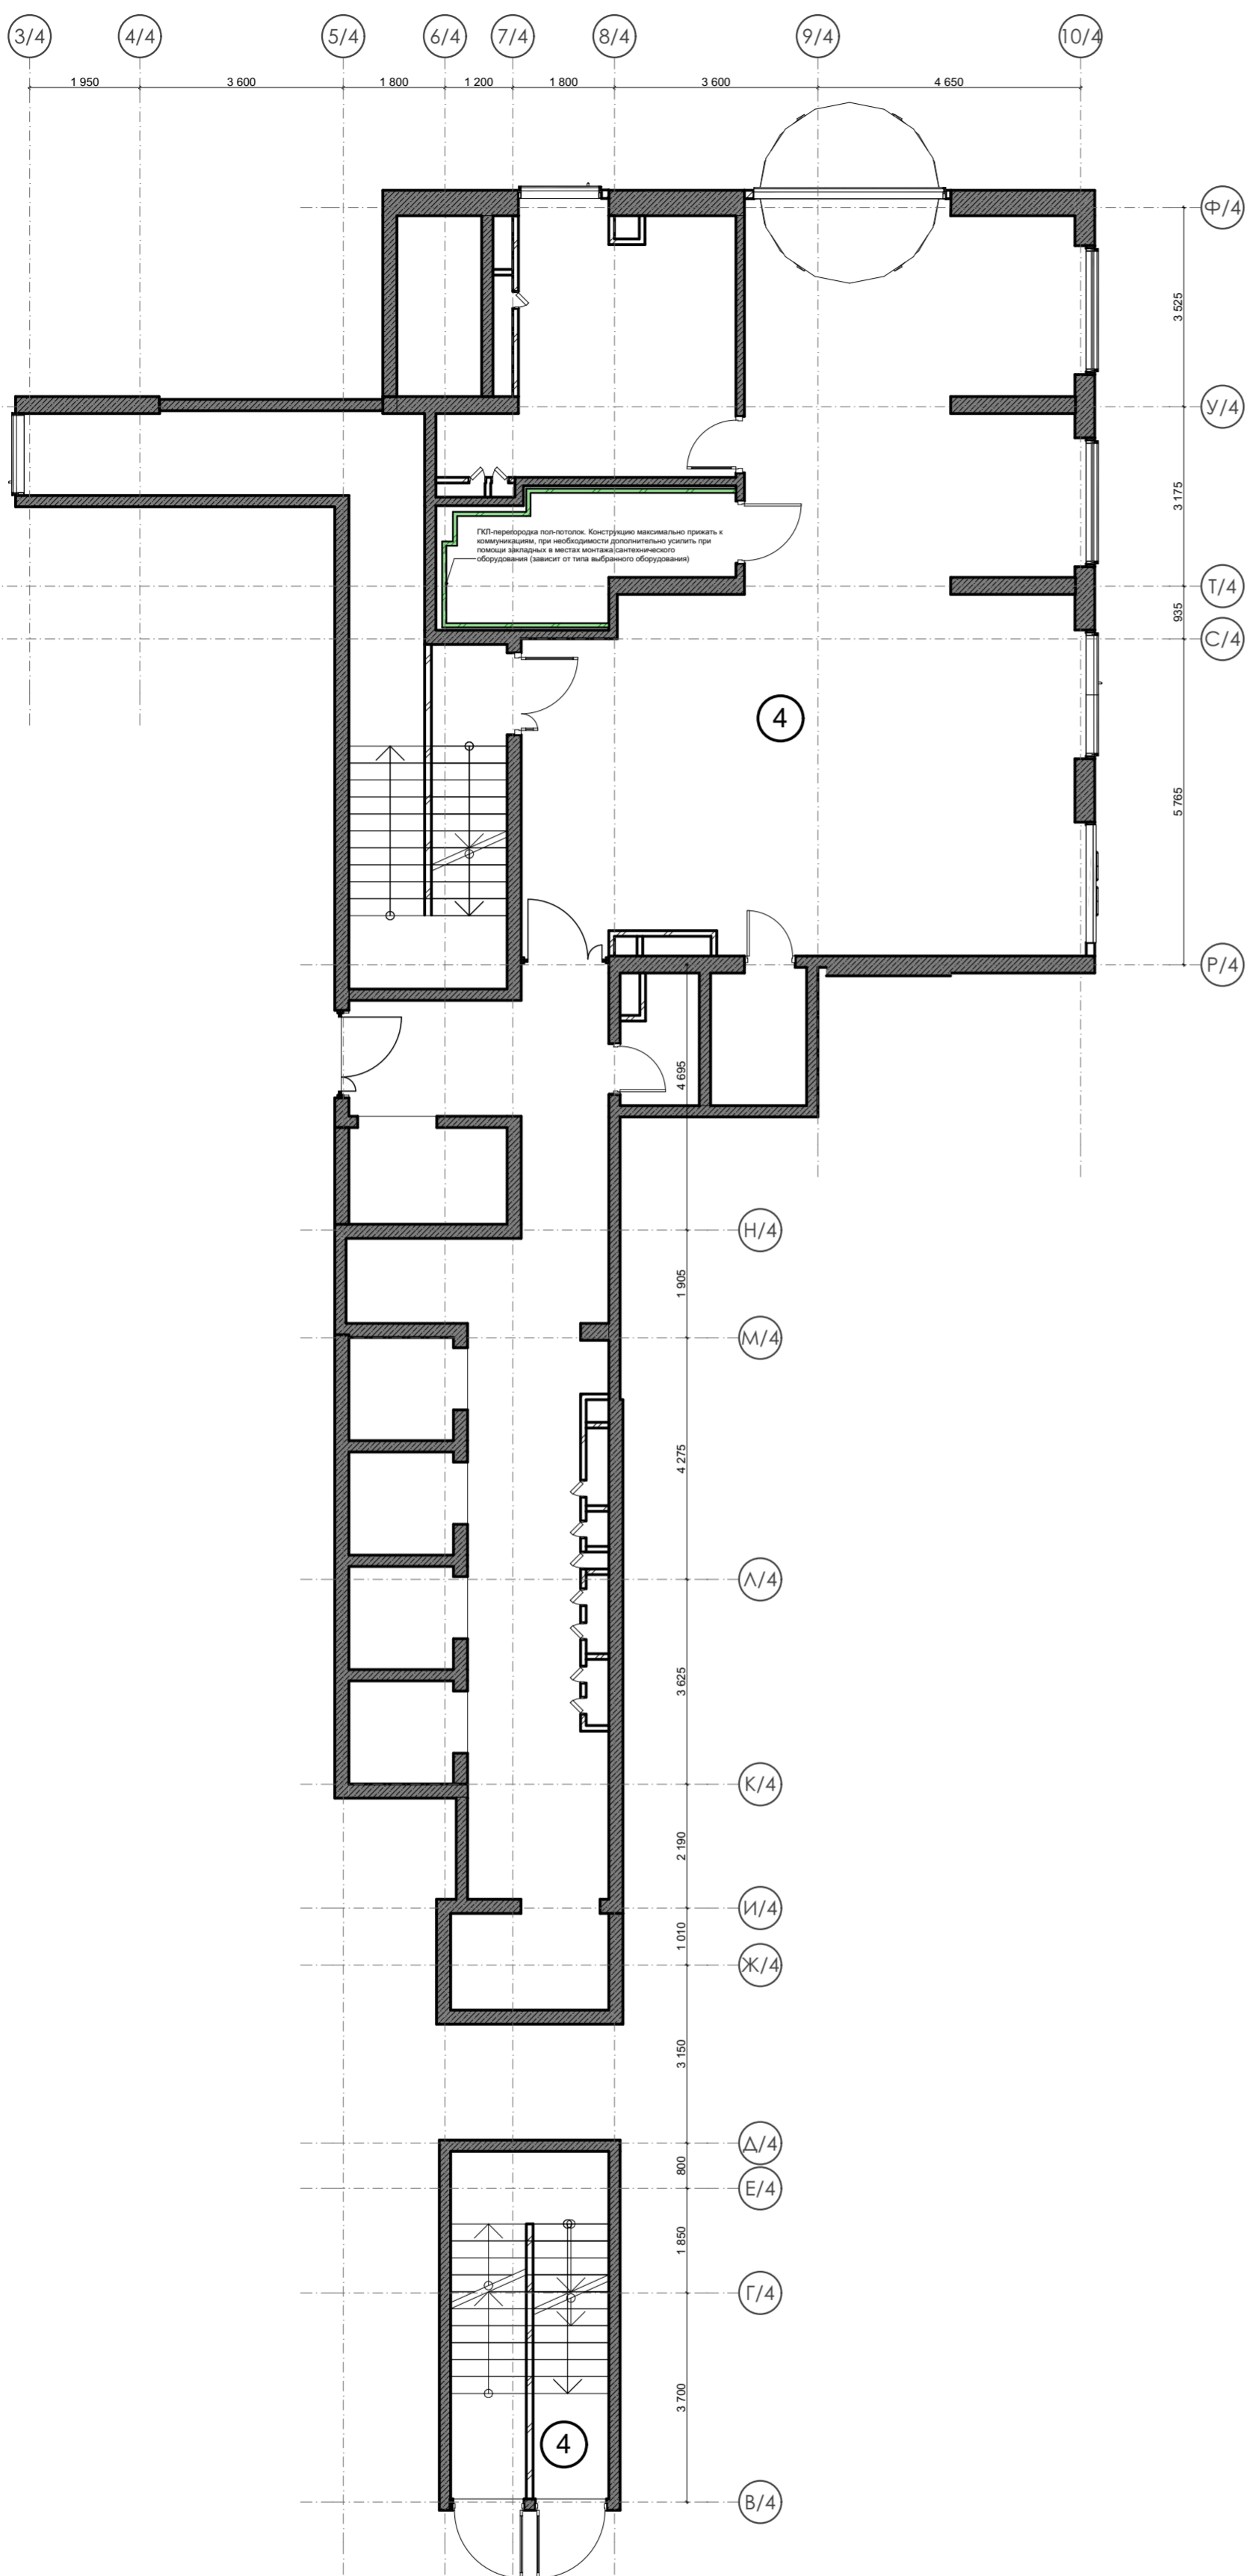 3/4 4/4 5/4 6/4 7/4 8/4 9/4 10/4
1 950 3 600 1 800 1 200 1 800 3 600 4 650
Ф/4
3 525
У/4
3 175
ГКЛ-перегородка пол-потолок. Конструкцию максимально прижать к
коммуникациям, при необходимости дополнительно усилить при
помощи закладных в местах монтажа сантехнического
оборудования (зависит от типа выбранного оборудования)
Т/4
935
С/4
4
5 765
Р/4
4 695
Н/4
1 905
М/4
4 275
Л/4
3 625
К/4
2 190
И/4
1 010
Ж/4
3 150
Д/4
800
Е/4
1 850
Г/4
3 700
4
В/4